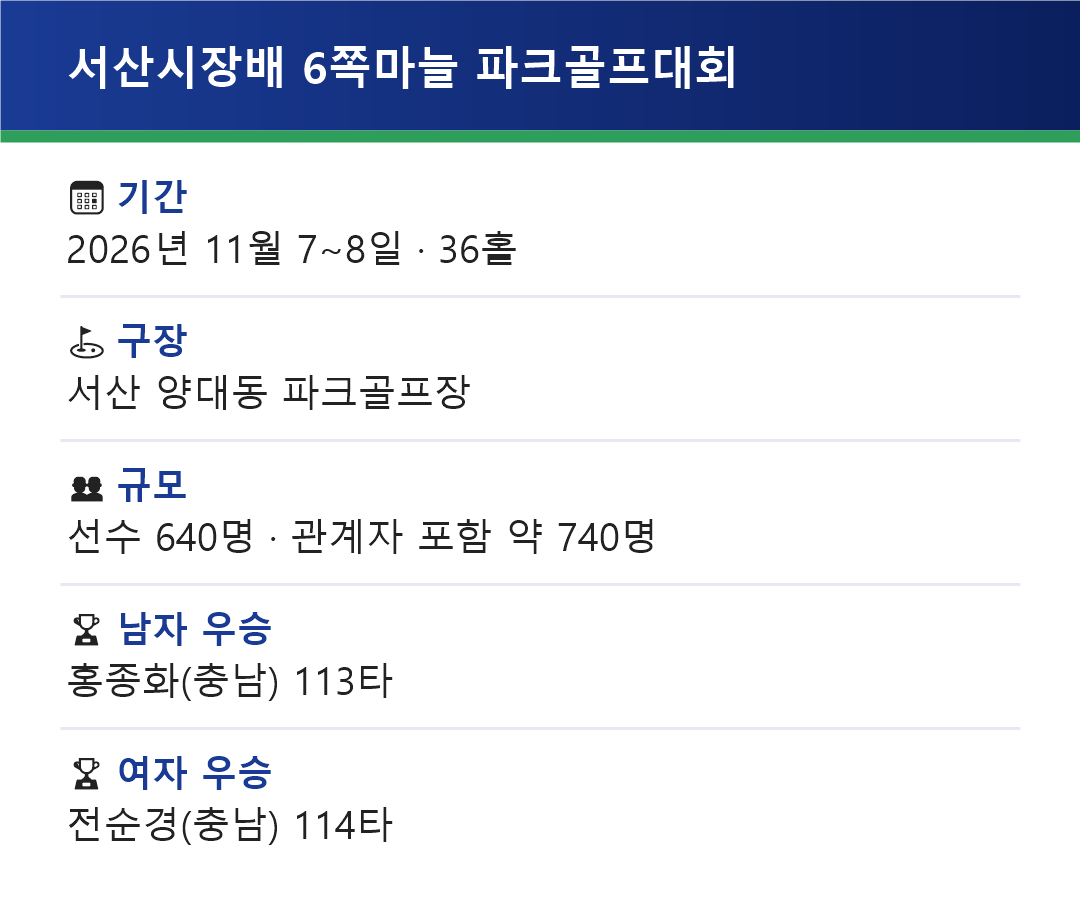 서산시장배 6쪽마늘 파크골프대회
기간
2026년 11월 7~8일 · 36홀
구장
서산 양대동 파크골프장
규모
선수 640명 · 관계자 포함 약 740명
남자 우승
홍종화(충남) 113타
여자 우승
전순경(충남) 114타